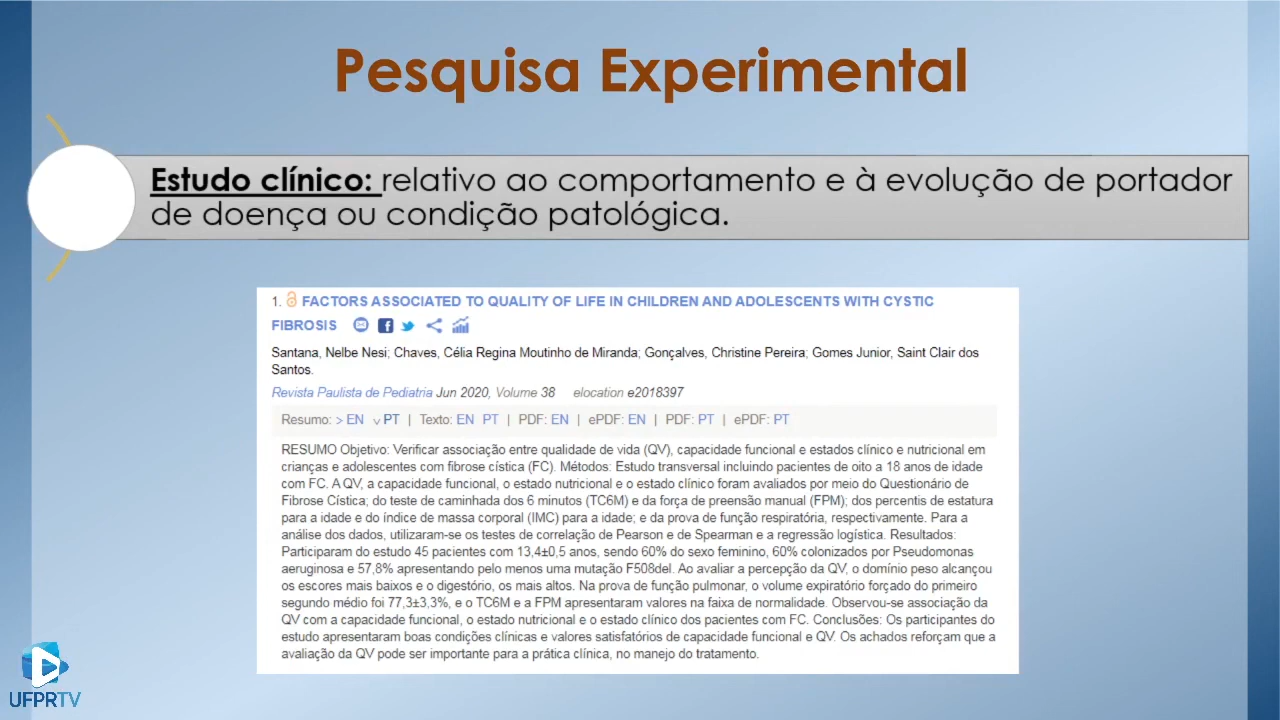 Pesquisa Experimental
Estudo clínico: relativo ao comportamento e à evolução de portador
de doença ou condição patológica.
1. FACTORS ASSOCIATED TO QUALITY OF LIFE IN CHILDREN AND ADOLESCENTS WITH CYSTIC
FIBROSIS
Santana, Nelbe Nesi; Chaves, Célia Regina Moutinho de Miranda; Gonçalves, Christine Pereira; Gomes Junior, Saint Clair dos
Santos.
Revista Paulista de Pediatria Jun 2020, Volume 38 elocation e2018397
Resumo: > EN v PT | Texto: EN PT | PDF: EN | ePDF: EN | PDF: PT | ePDF: PT
RESUMO Objetivo: Verificar associação entre qualidade de vida (QV), capacidade funcional e estados clínico e nutricional em
crianças e adolescentes com fibrose cística (FC). Métodos: Estudo transversal incluindo pacientes de oito a 18 anos de idade
com FC. A QV, a capacidade funcional, o estado nutricional e o estado clínico foram avaliados por meio do Questionário de
Fibrose Cística; do teste de caminhada dos 6 minutos (TC6M) e da força de preensão manual (FPM); dos percentis de estatura
para a idade e do índice de massa corporal (IMC) para a idade; e da prova de função respiratória, respectivamente. Para a
análise dos dados, utilizaram-se os testes de correlação de Pearson e de Spearman e a regressão logística. Resultados:
Participaram do estudo 45 pacientes com 13,4±0,5 anos, sendo 60% do sexo feminino, 60% colonizados por Pseudomonas
aeruginosa e 57,8% apresentando pelo menos uma mutação F508del. Ao avaliar a percepção da QV, o domínio peso alcançou
os escores mais baixos e o digestório, os mais altos. Na prova de função pulmonar, o volume expiratório forçado do primeiro
segundo médio foi 77,3±3,3%, e o TC6M e a FPM apresentaram valores na faixa de normalidade. Observou-se associação da
QV com a capacidade funcional, o estado nutricional e o estado clínico dos pacientes com FC. Conclusões: Os participantes do
estudo apresentaram boas condições clínicas e valores satisfatórios de capacidade funcional e QV. Os achados reforçam que a
avaliação da QV pode ser importante para a prática clínica, no manejo do tratamento.
UFPRTV